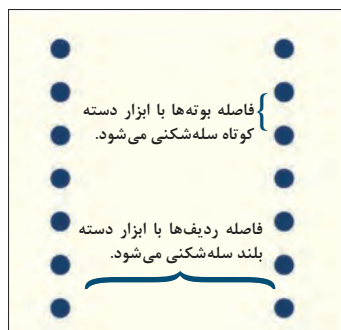 فاصله بوته‌ها با ابزار دسته
کوتاه سله‌شکنی می‌شود.
فاصله ردیف‌ها با ابزار دسته
بلند سله‌شکنی می‌شود.